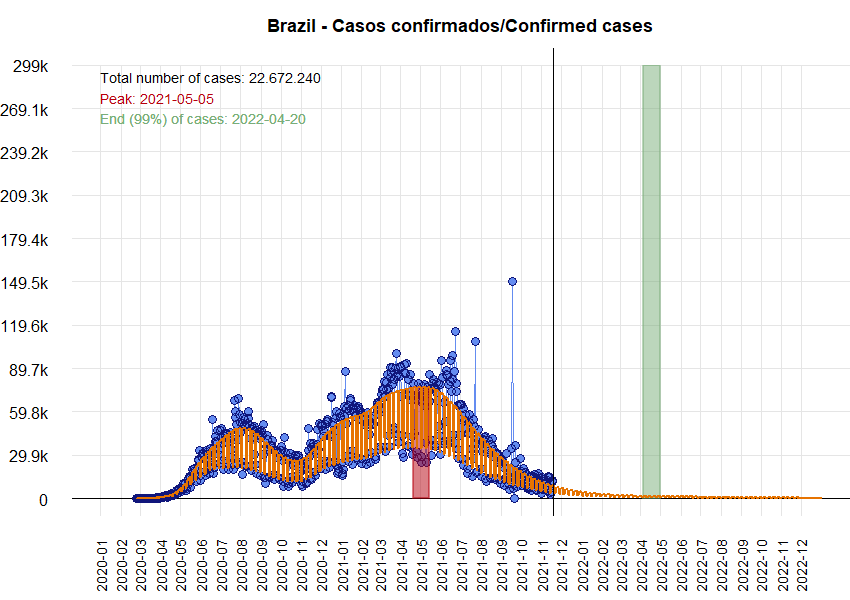 Brazil - Casos confirmados/Confirmed cases
299k
269.1k
239.2k
209.3k
179.4k
149.5k
119.6k
89.7k
59.8k
29.9k
0
Total number of cases: 22.672.240
Peak: 2021-05-05
End (99%) of cases: 2022-04-20
2020-01
2020-02
2020-03
2020-04
2020-05
2020-06
2020-07
2020-08
2020-09
2020-10
2020-11
2020-12
2021-01
2021-02
2021-03
2021-04
2021-05
2021-06
2021-07
2021-08
2021-09
2021-10
2021-11
2021-12
2022-01
2022-02
2022-03
2022-04
2022-05
2022-06
2022-07
2022-08
2022-09
2022-10
2022-11
2022-12